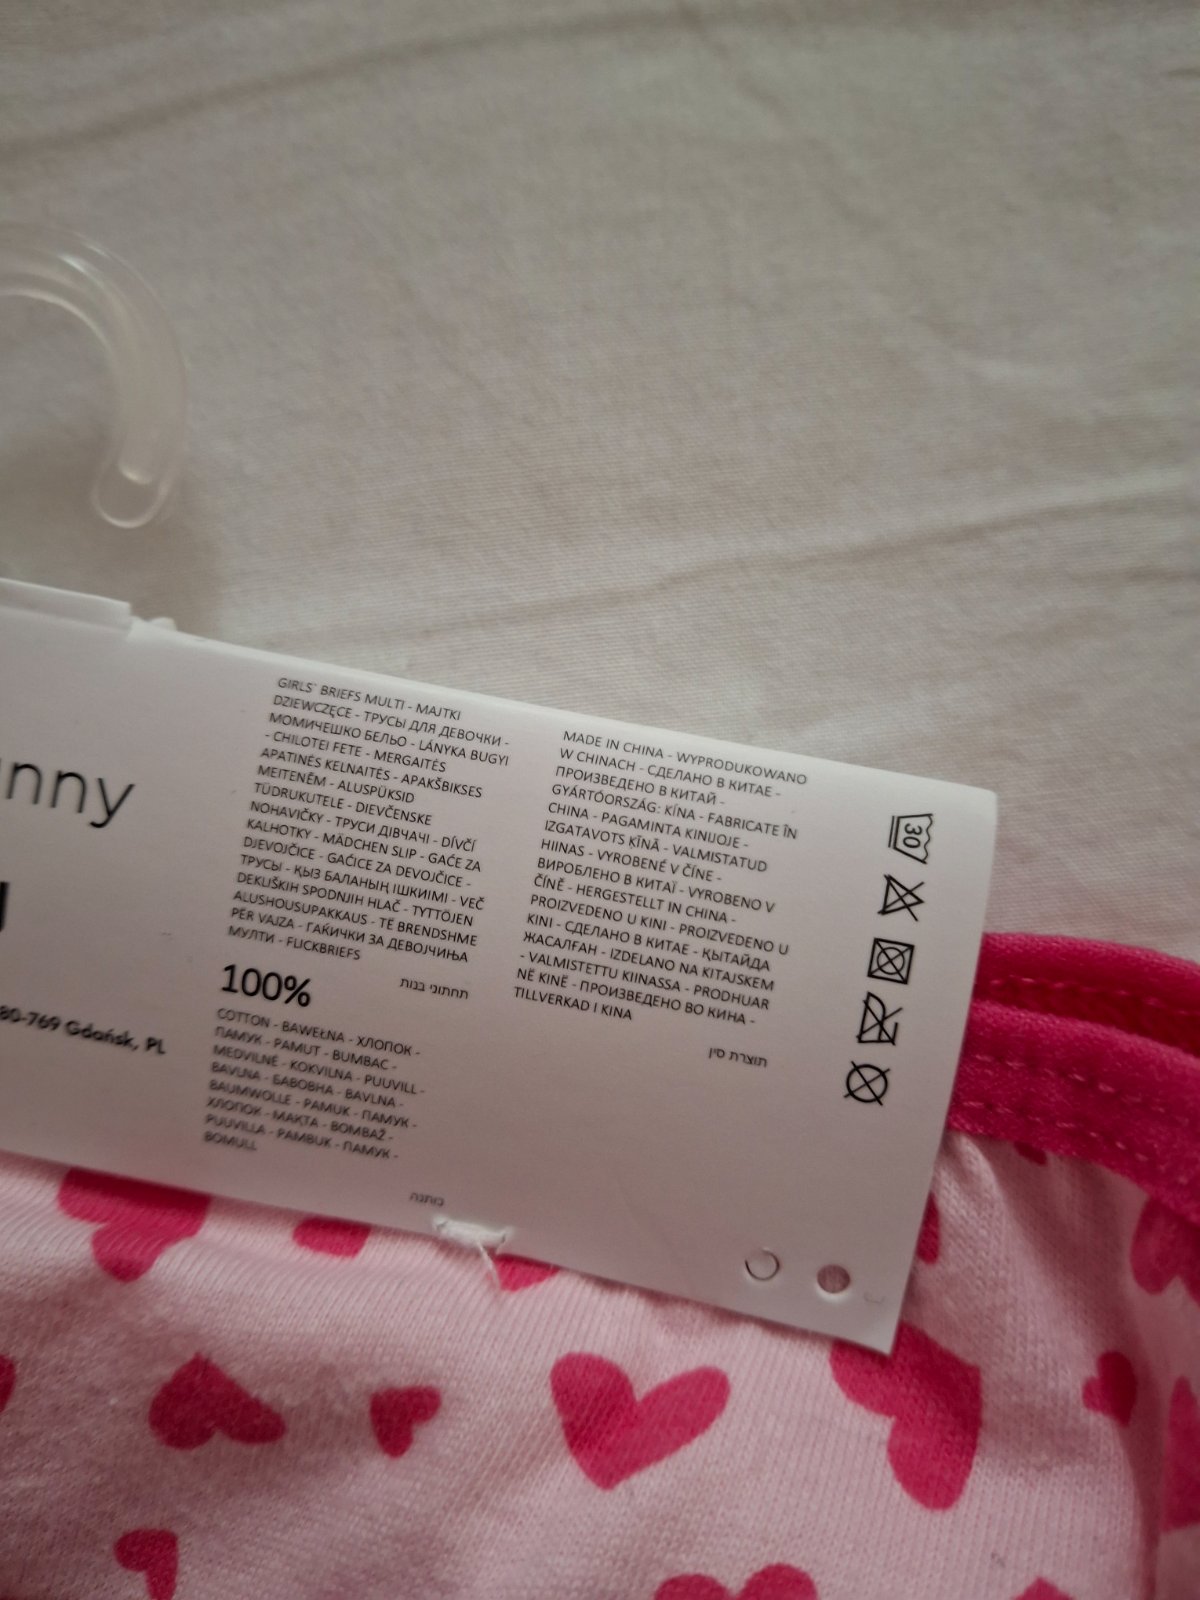 80-769 Gdańsk, PL
GIRLS` BRIEFS MULTI - MAJTKI
DZIEWCZĘCE - ТРУСЫ ДЛЯ ДЕВОЧКИ -
МОМИЧЕШКО БЕЛЬО - LÁNYKA BUGYI
- CHILOTEI FETE - MERGAITĖS
APATINĖS KELNAITĖS - APAKŠBIKSES
MEITENĒM - ALUSPÜKSID
TÜDRUKUTELE - DIEVČENSKE
NOHAVIČKY - ТРУСИ ДІВЧАЧІ - DÍVČÍ
KALHOTKY - MÄDCHEN SLIP - GAĆE ZA
DJEVOJČICE - GAĆICE ZA DEVOJČICE -
ТРУСЫ - ҚЫЗ БАЛАНЫҢ ІШКИІМІ - VEČ
DEKLIŠKIH SPODNJIH HLAČ - TYTTÖJEN
ALUSHOUSUPAKKAUS - TË BRENDSHME
PËR VAJZA - ГАЌИЧКИ ЗА ДЕВОЈЧИЊА
МУЛТИ - FLICKBRIEFS
תחתוני בנות
100%
COTTON - BAWEŁNA - ХЛОПОК -
ПАМУК - PAMUT - BUMBAC -
MEDVILNĖ - KOKVILNA - PUUVILL -
BAVLNA - БАВОВНА - BAVLNA -
BAUMWOLLE - PAMUK - ПАМУК -
ХЛОПОК - МАКТА - BOMBAŽ -
PUUVILLA - PAMBUK - ПАМУК -
BOMULL
כותנה
MADE IN CHINA - WYPRODUKOWANO
W CHINACH - СДЕЛАНО В КИТАЕ -
ПРОИЗВЕДЕНО В КИТАЙ -
GYÁRTÓORSZÁG: KÍNA - FABRICATE ÎN
CHINA - PAGAMINTA KINIJOJE -
IZGATAVOTS ĶĪNĀ - VALMISTATUD
HIINAS - VYROBENÉ V ČÍNE -
ВИРОБЛЕНО В КИТАЇ - VYROBENO V
ČÍNĚ - HERGESTELLT IN CHINA -
PROIZVEDENO U KINI - PROIZVEDENO U
KINI - СДЕЛАНО В КИТАЕ - ҚЫТАЙДА
ЖАСАЛҒАН - IZDELANO NA KITAJSKEM
- VALMISTETTU KIINASSA - PRODHUAR
NË KINË - ПРОИЗВЕДЕНО ВО КИНА -
TILLVERKAD I KINA
תוצרת סין
30